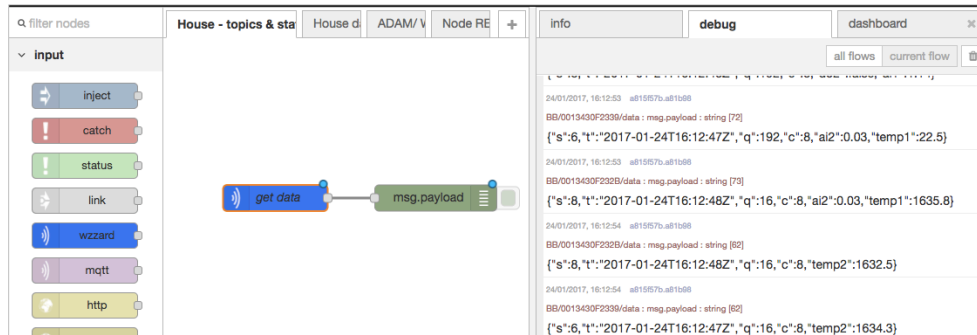 filter nodes
House - topics & sta
House da
ADAM/ W
Node RE
+
info
debug
dashboard
input
all flows
current flow
inject
catch
status
link
wzzard
mqtt
http
get data
msg.payload
24/01/2017, 16:12:53 a815f57b.a81b98
BB/0013430F2339/data : msg.payload : string [72]
{"s":6,"t":"2017-01-24T16:12:47Z","q":192,"c":8,"ai2":0.03,"temp1":22.5}
24/01/2017, 16:12:53 a815f57b.a81b98
BB/0013430F232B/data : msg.payload : string [73]
{"s":8,"t":"2017-01-24T16:12:48Z","q":16,"c":8,"ai2":0.03,"temp1":1635.8}
24/01/2017, 16:12:54 a815f57b.a81b98
BB/0013430F232B/data : msg.payload : string [62]
{"s":8,"t":"2017-01-24T16:12:48Z","q":16,"c":8,"temp2":1632.5}
24/01/2017, 16:12:54 a815f57b.a81b98
BB/0013430F2339/data : msg.payload : string [62]
{"s":6,"t":"2017-01-24T16:12:47Z","q":16,"c":8,"temp2":1634.3}